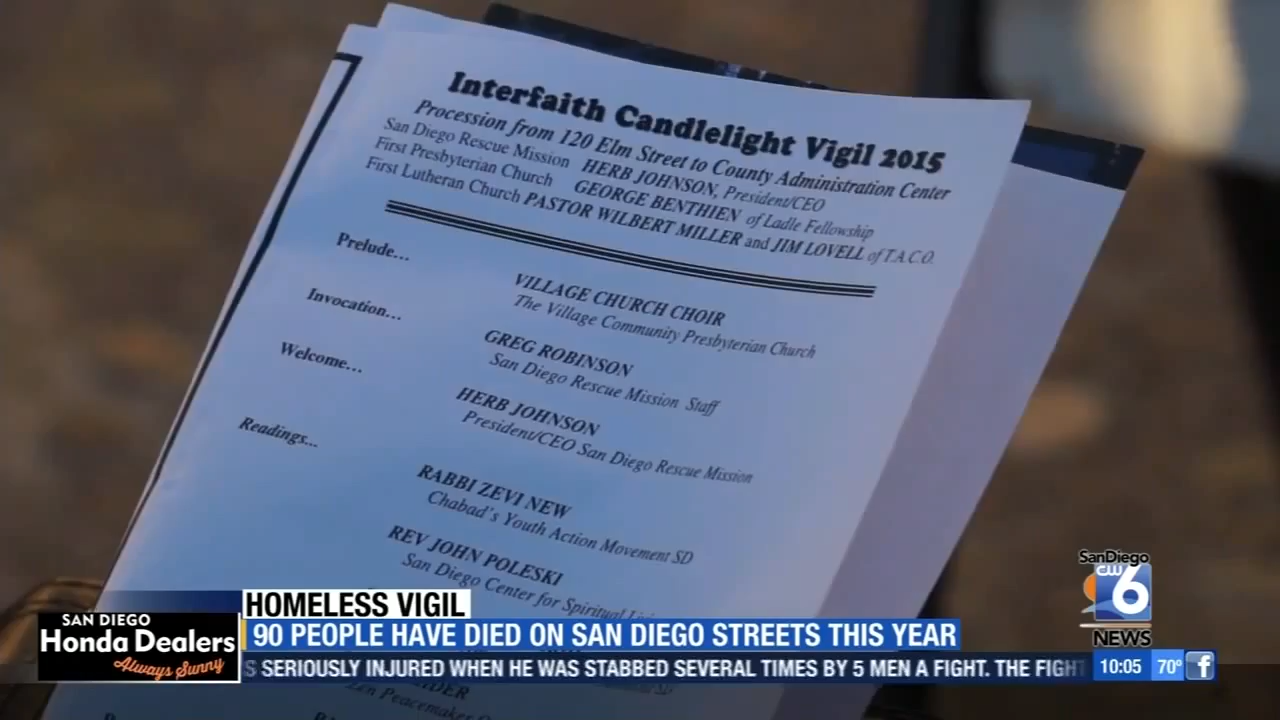 Interfaith Candlelight Vigil 2015
Procession from 120 Elm Street to County Administration Center
San Diego Rescue Mission HERB JOHNSON, President/CEO
First Presbyterian Church GEORGE BENTHIEN of Ladle Fellowship
First Lutheran Church PASTOR WILBERT MILLER and JIM LOVELL of T.A.C.O.
Prelude...
VILLAGE CHURCH CHOIR
The Village Community Presbyterian Church
Invocation...
GREG ROBINSON
San Diego Rescue Mission Staff
Welcome...
HERB JOHNSON
President/CEO San Diego Rescue Mission
Readings...
RABBI ZEVI NEW
Chabad's Youth Action Movement SD
REV JOHN POLESKI
San Diego Center for Spiritual
Zen Peacemakers
SanDiego
CW 6
NEWS
HOMELESS VIGIL
90 PEOPLE HAVE DIED ON SAN DIEGO STREETS THIS YEAR
SAN DIEGO
Honda Dealers
Always Sunny
S SERIOUSLY INJURED WHEN HE WAS STABBED SEVERAL TIMES BY 5 MEN A FIGHT. THE FIGHT
10:05 70° f